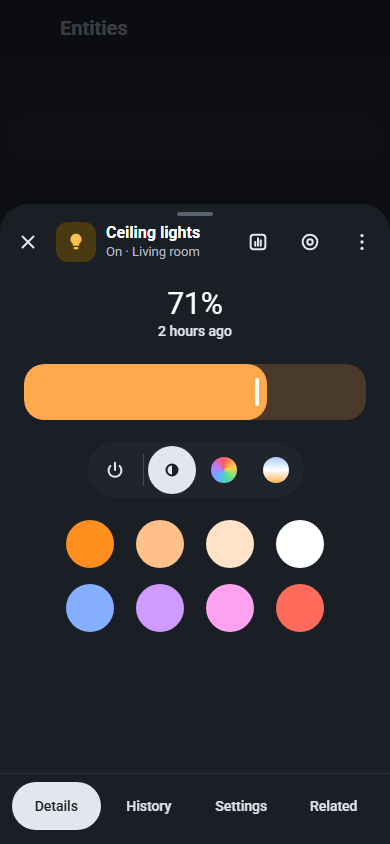 Entities
Ceiling lights
On · Living room
71%
2 hours ago
Details
History
Settings
Related